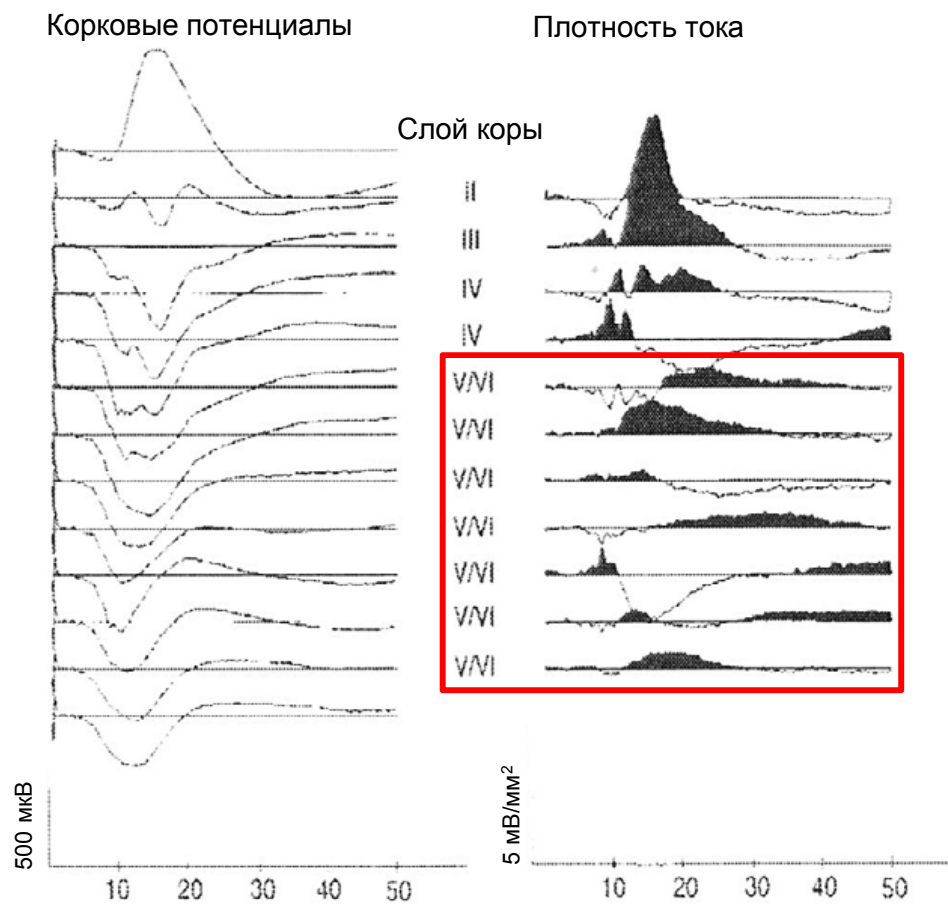 Корковые потенциалы
Плотность тока
Слой коры
II
III
IV
IV
V/VI
V/VI
V/VI
V/VI
V/VI
V/VI
V/VI
500 мкВ
10 20 30 40 50
5 мВ/мм²
10 20 30 40 50